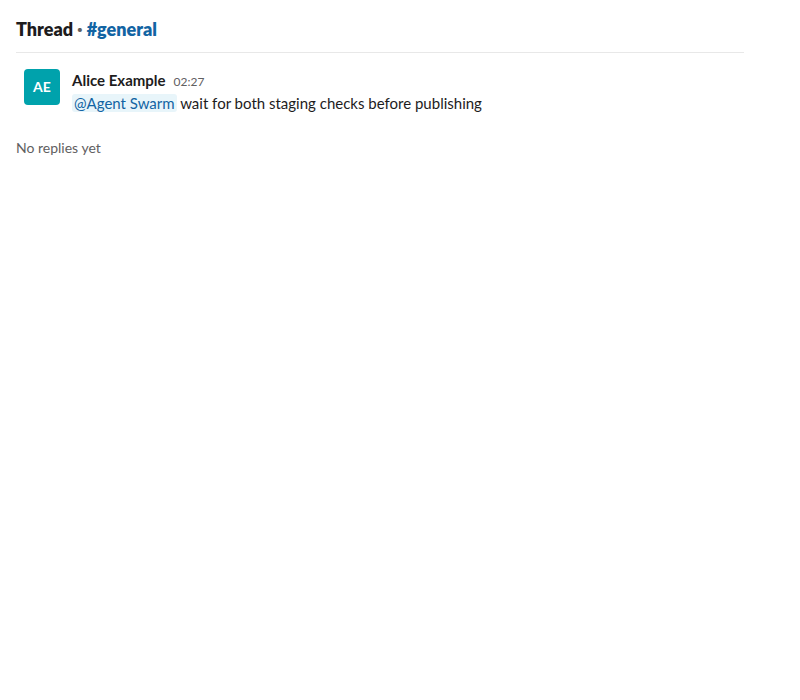 Thread • #general
AE
Alice Example 02:27
@Agent Swarm wait for both staging checks before publishing
No replies yet